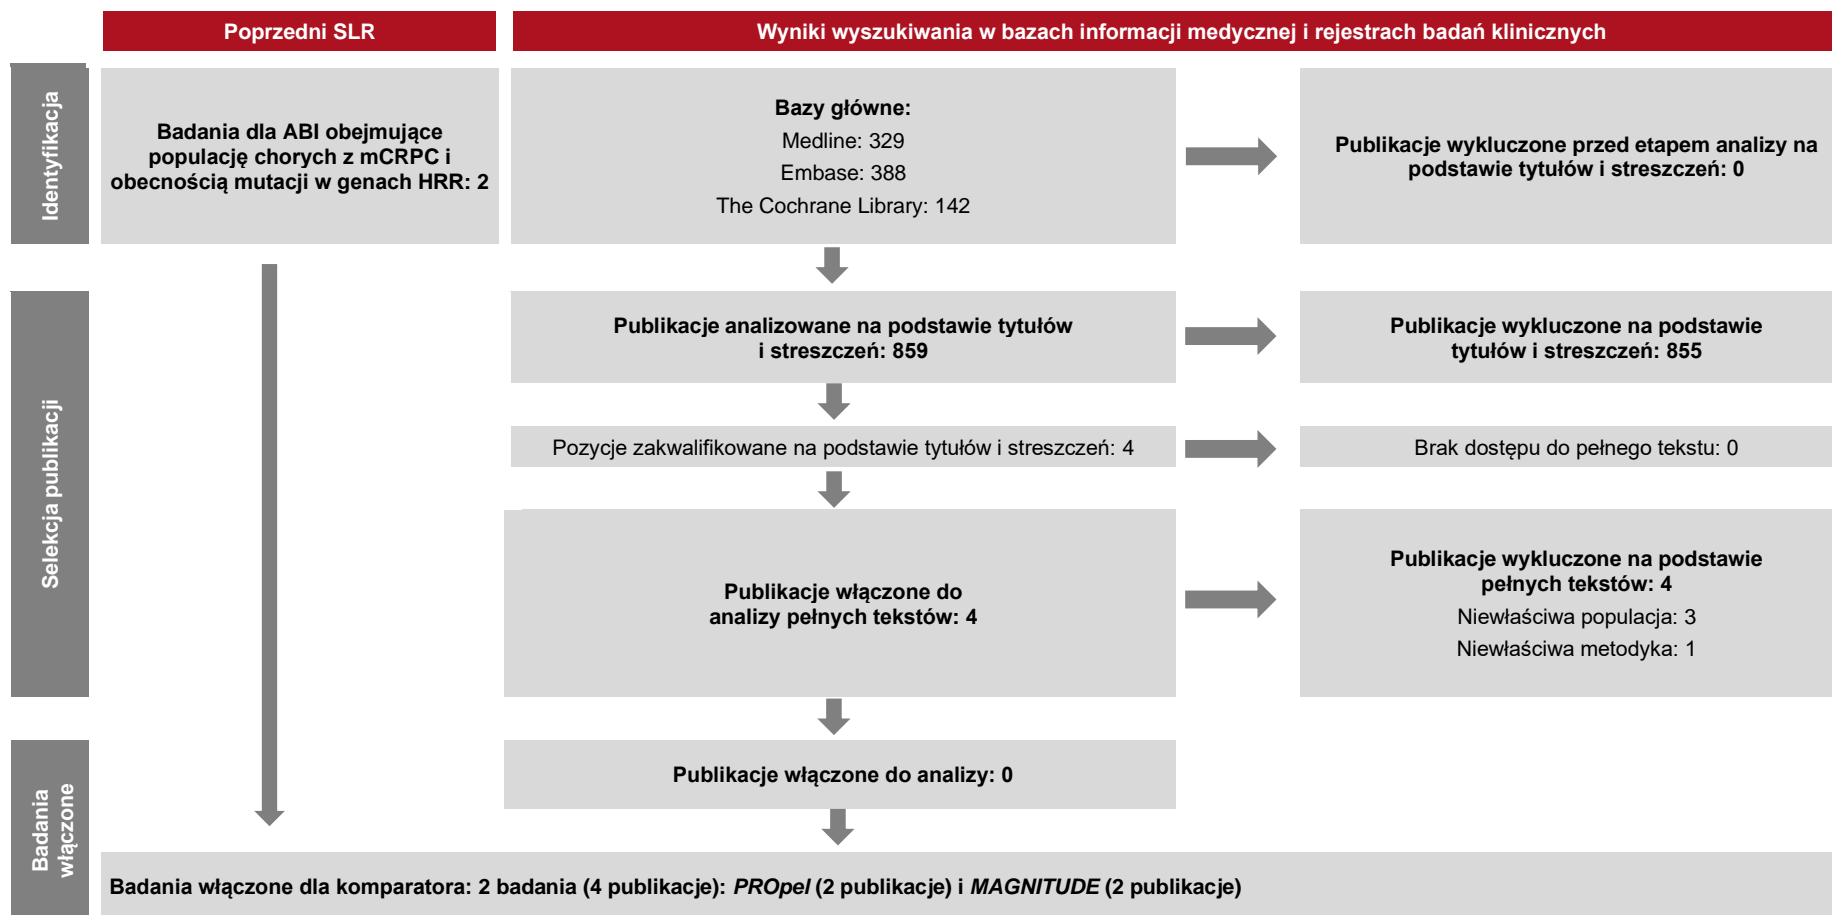 Poprzedni SLR
Wyniki wyszukiwania w bazach informacji medycznej i rejestrach badań klinicznych
Identyfikacja
Badania dla ABI obejmujące
populację chorych z mCRPC i
obecnością mutacji w genach HRR: 2
Bazy główne:
Medline: 329
Embase: 388
The Cochrane Library: 142
Publikacje wykluczone przed etapem analizy na
podstawie tytułów i streszczeń: 0
Selekcja publikacji
Publikacje analizowane na podstawie tytułów
i streszczeń: 859
Publikacje wykluczone na podstawie
tytułów i streszczeń: 855
Pozycje zakwalifikowane na podstawie tytułów i streszczeń: 4
Brak dostępu do pełnego tekstu: 0
Publikacje włączone do
analizy pełnych tekstów: 4
Publikacje wykluczone na podstawie
pełnych tekstów: 4
Niewłaściwa populacja: 3
Niewłaściwa metodyka: 1
Badania
włączone
Publikacje włączone do analizy: 0
Badania włączone dla komparatora: 2 badania (4 publikacje): PROpel (2 publikacje) i MAGNITUDE (2 publikacje)